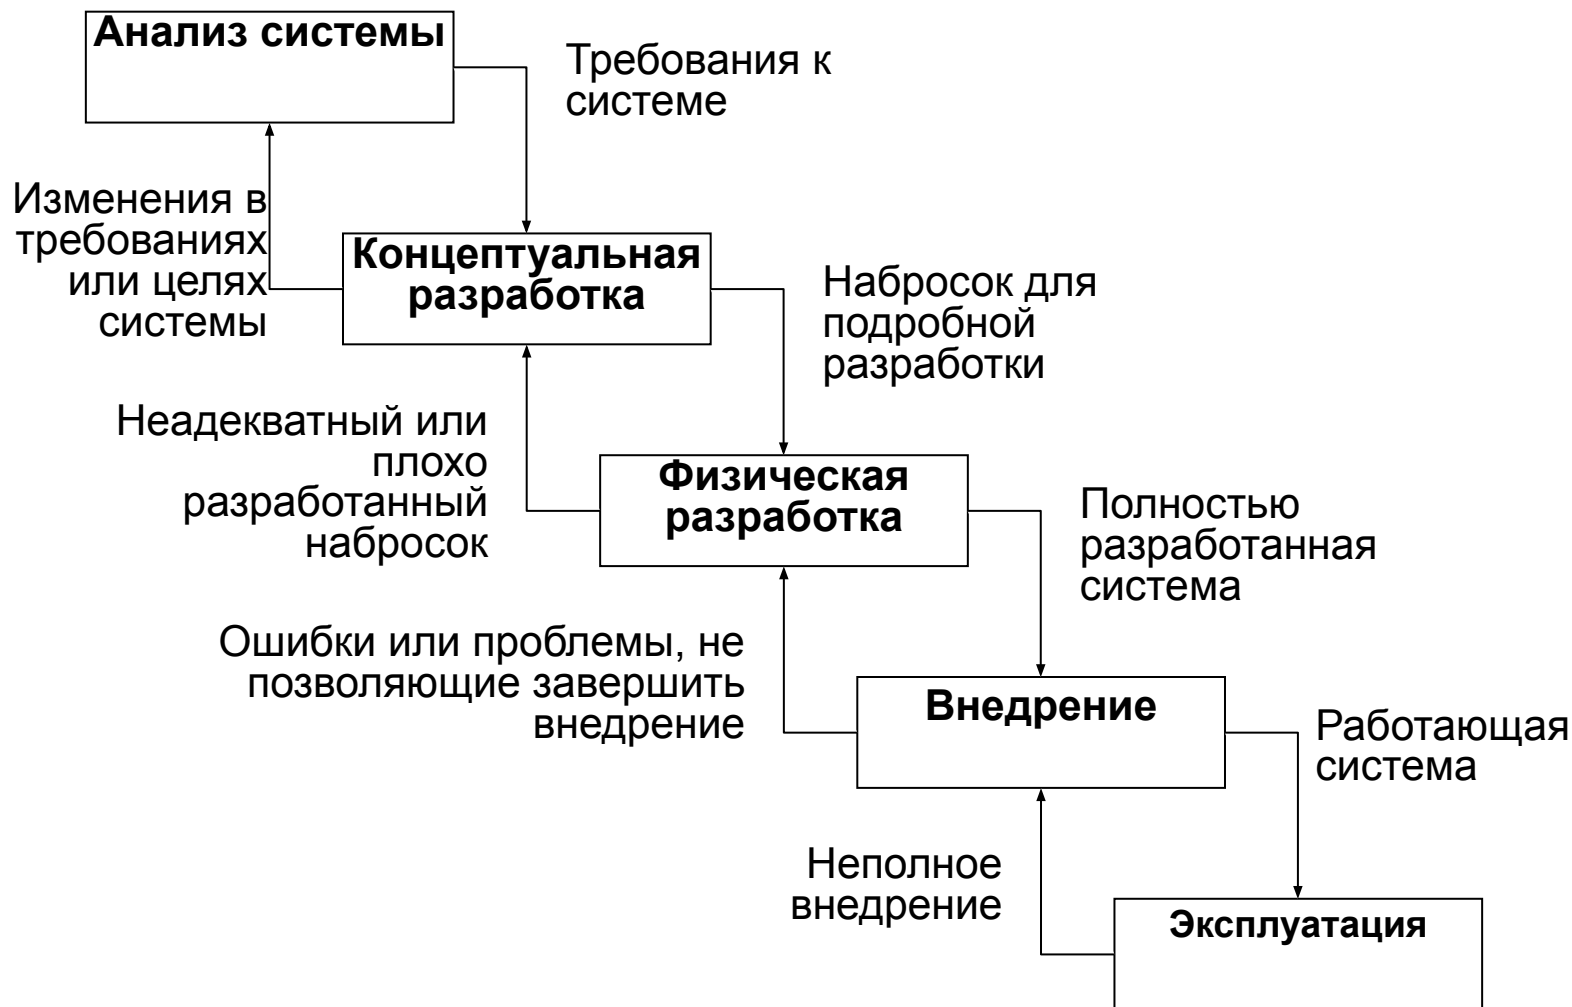 Анализ системы
Требования к
системе
Изменения в
требованиях
или целях
системы
Концептуальная
разработка
Набросок для
подробной
разработки
Неадекватный или
плохо
разработанный
набросок
Физическая
разработка
Полностью
разработанная
система
Ошибки или проблемы, не
позволяющие завершить
внедрение
Внедрение
Работающая
система
Неполное
внедрение
Эксплуатация